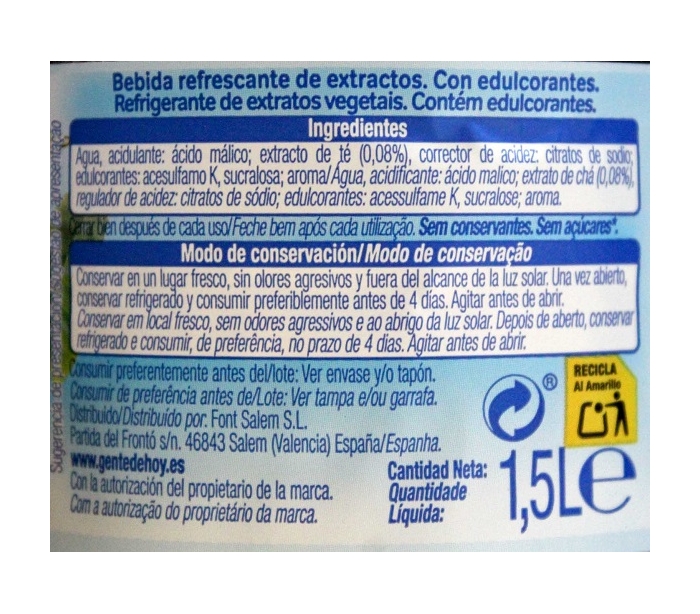 Bebida refrescante de extractos. Con edulcorantes.
Refrigerante de extratos vegetais. Contém edulcorantes.
Ingredientes
Agua, acidulante: ácido málico; extracto de té (0,08%), corrector de acidez: citratos de sodio;
edulcorantes: acesulfamo K, sucralosa; aroma/Água, acidificante: ácido malico; extrato de chá (0,08%),
regulador de acidez: citratos de sódio; edulcorantes: acessulfame K, sucralose; aroma.
Cerrar bien después de cada uso/Feche bem após cada utilização. Sem conservantes. Sem açúcares*.
Modo de conservación/Modo de conservação
Conservar en un lugar fresco, sin olores agresivos y fuera del alcance de la luz solar. Una vez abierto,
conservar refrigerado y consumir preferiblemente antes de 4 días. Agitar antes de abrir.
Conservar em local fresco, sem odores agressivos e ao abrigo da luz solar. Depois de aberto, conservar
refrigerado e consumir, de preferência, no prazo de 4 dias. Agitar antes de abrir.
Consumir preferentemente antes del/lote: Ver envase y/o tapón.
Consumir de preferência antes de/Lote: Ver tampa e/ou garrafa.
Distribuido/Distribuído por: Font Salem S.L.
Partida del Frontó s/n. 46843 Salem (Valencia) España/Espanha.
www.gentedehoy.es
Con la autorización del propietario de la marca.
Com a autorização do proprietário da marca.
RECICLA
Al Amarillo
®
Cantidad Neta:
Quantidade
Líquida:
1,5L e
Sugerencia de presentación/Sugestão de apresentação